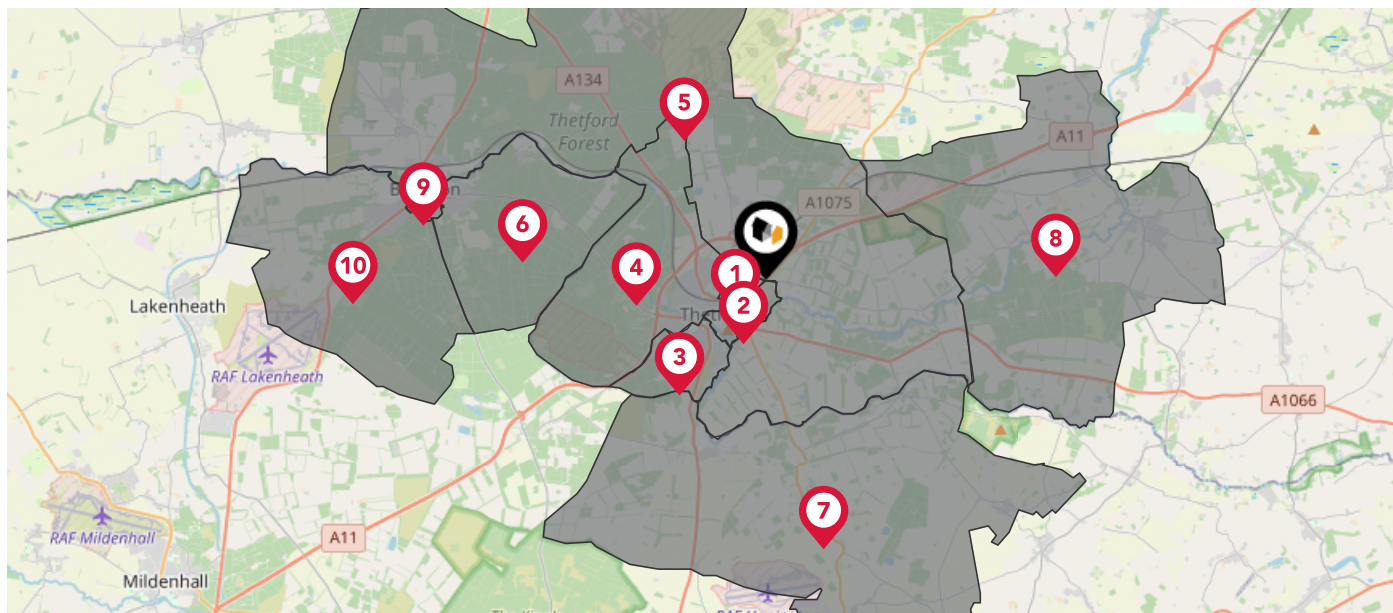 A134
5
Thetford
Forest
A11
9
A1075
6
8
10
4
1
2
Lakenheath
3
RAF Lakenheath
A1066
7
RAF Mildenhall
A11
Mildenhall